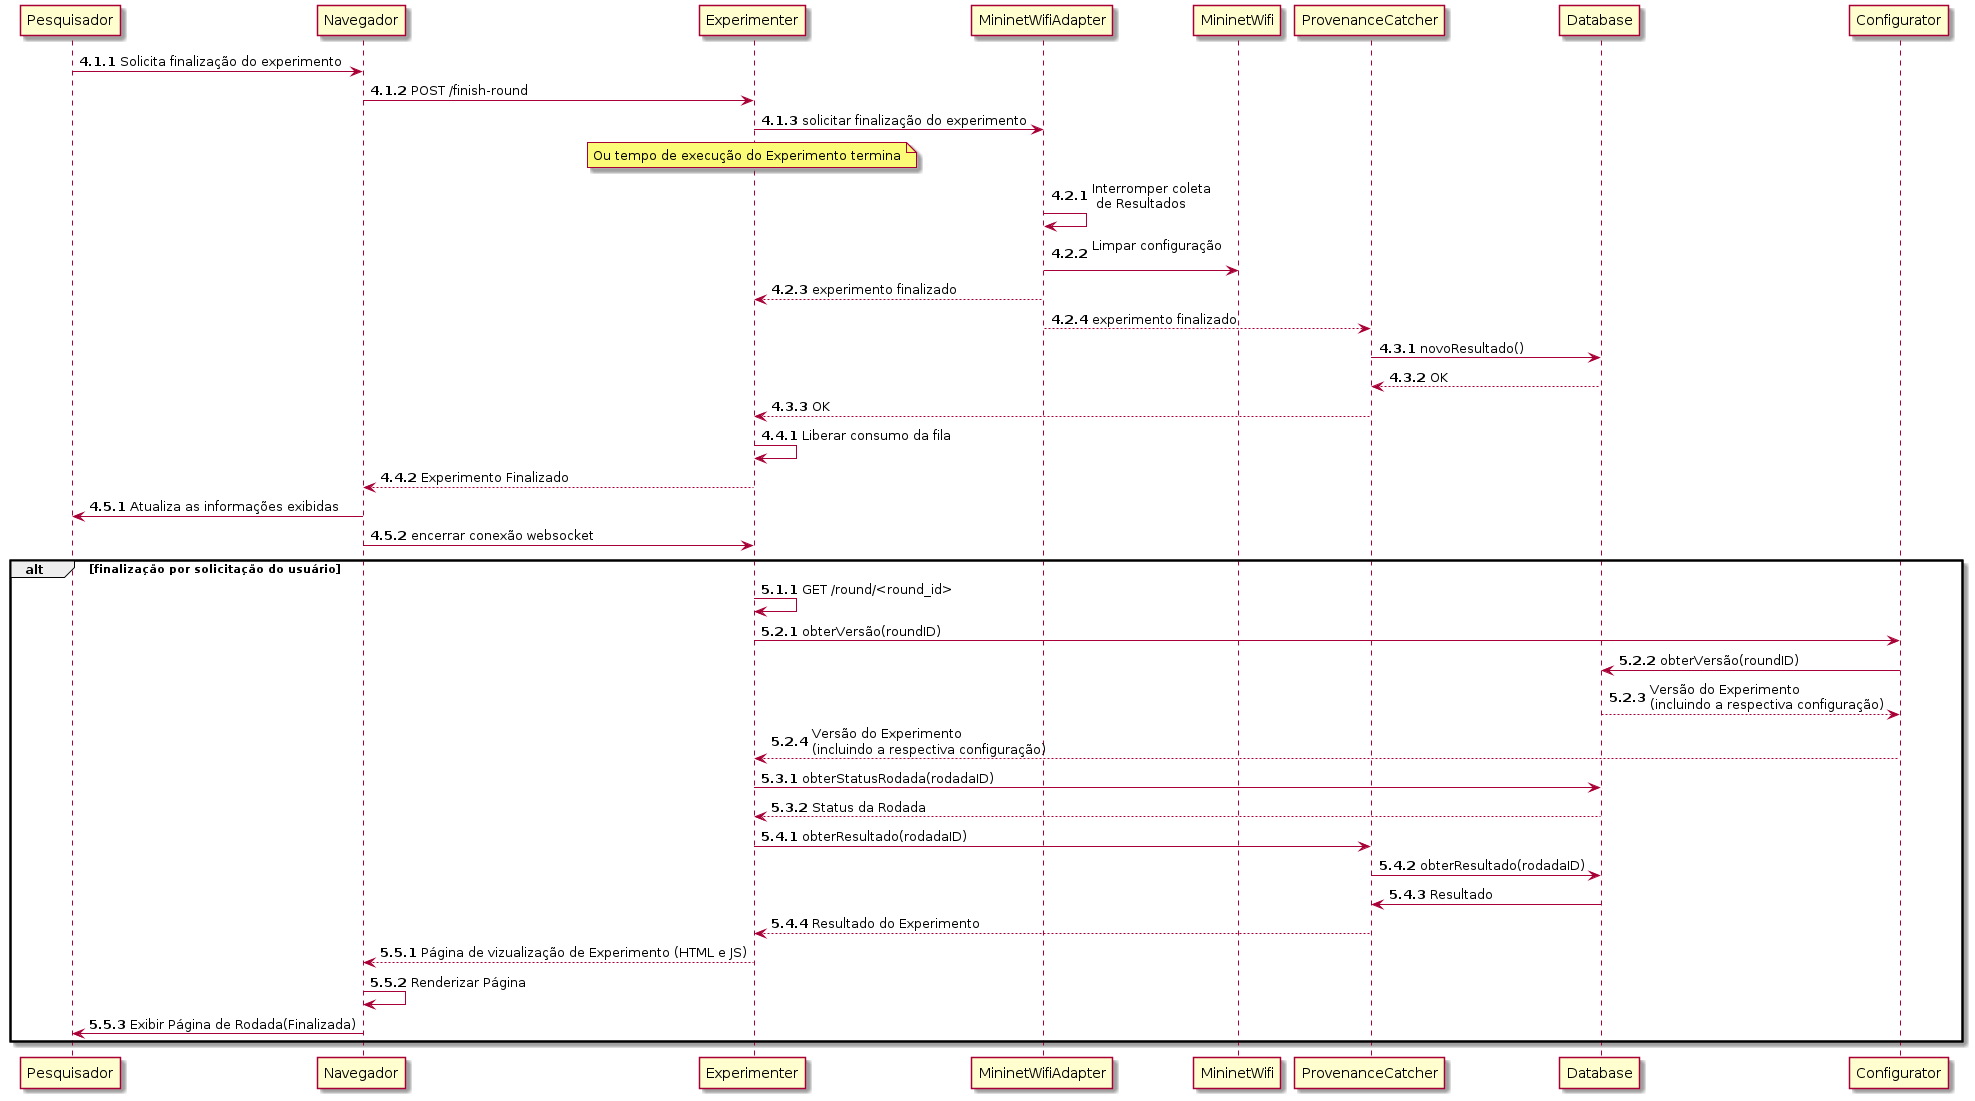 Pesquisador Navegador Experimenter MininetWifiAdapter MininetWifi ProvenanceCatcher Database Configurator
4.1.1 Solicita finalização do experimento
4.1.2 POST /finish-round
4.1.3 solicitar finalização do experimento
Ou tempo de execução do Experimento termina
4.2.1 Interromper coleta
de Resultados
4.2.2 Limpar configuração
4.2.3 experimento finalizado
4.2.4 experimento finalizado
4.3.1 novoResultado()
4.3.2 OK
4.3.3 OK
4.4.1 Liberar consumo da fila
4.4.2 Experimento Finalizado
4.5.1 Atualiza as informações exibidas
4.5.2 encerrar conexão websocket
alt [finalização por solicitação do usuário]
5.1.1 GET /round/<round_id>
5.2.1 obterVersão(roundID)
5.2.2 obterVersão(roundID)
5.2.3 Versão do Experimento
(incluindo a respectiva configuração)
5.2.4 Versão do Experimento
(incluindo a respectiva configuração)
5.3.1 obterStatusRodada(rodadaID)
5.3.2 Status da Rodada
5.4.1 obterResultado(rodadaID)
5.4.2 obterResultado(rodadaID)
5.4.3 Resultado
5.4.4 Resultado do Experimento
5.5.1 Página de vizualização de Experimento (HTML e JS)
5.5.2 Renderizar Página
5.5.3 Exibir Página de Rodada(Finalizada)
Pesquisador Navegador Experimenter MininetWifiAdapter MininetWifi ProvenanceCatcher Database Configurator